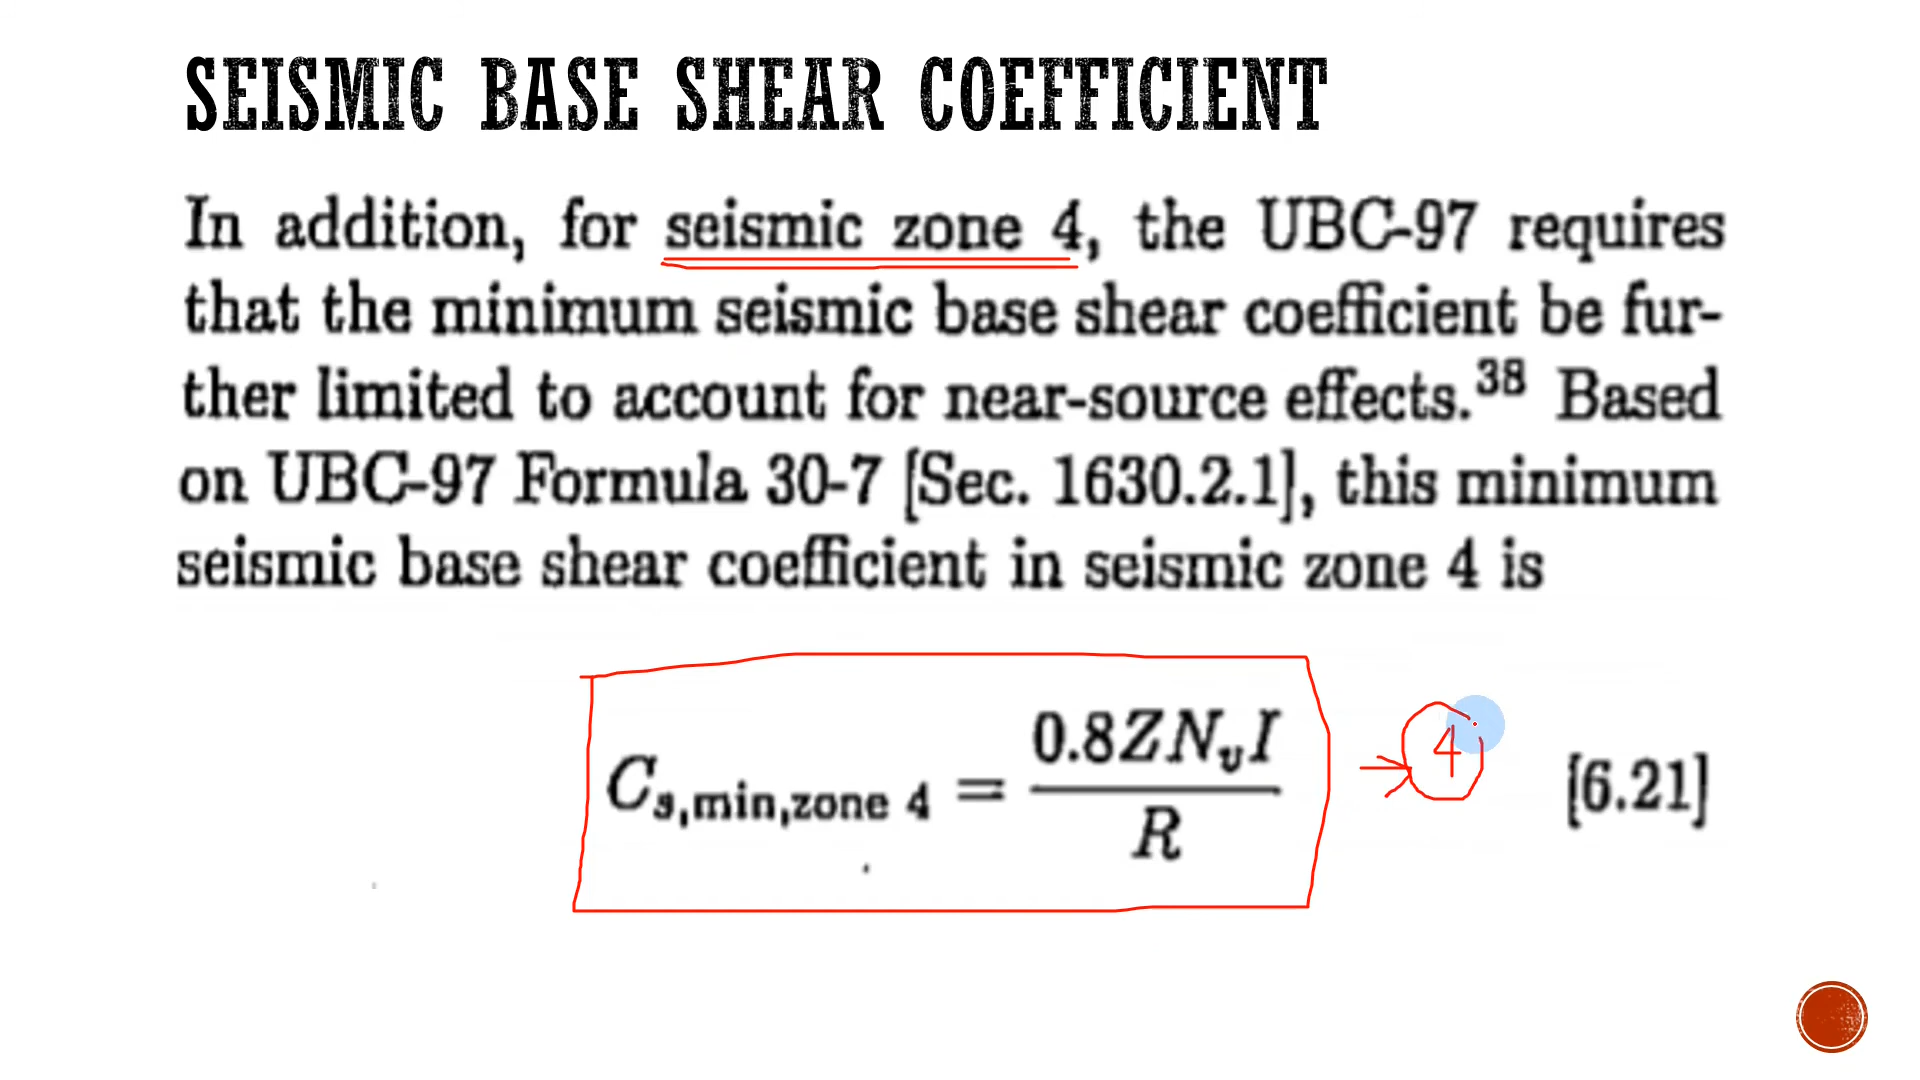 SEISMIC BASE SHEAR COEFFICIENT
In addition, for seismic zone 4, the UBC-97 requires
that the minimum seismic base shear coefficient be fur-
ther limited to account for near-source effects.³⁸ Based
on UBC-97 Formula 30-7 [Sec. 1630.2.1], this minimum
seismic base shear coefficient in seismic zone 4 is
C_{s,min,zone 4} = \frac{0.8ZN_vI}{R} → 4 [6.21]